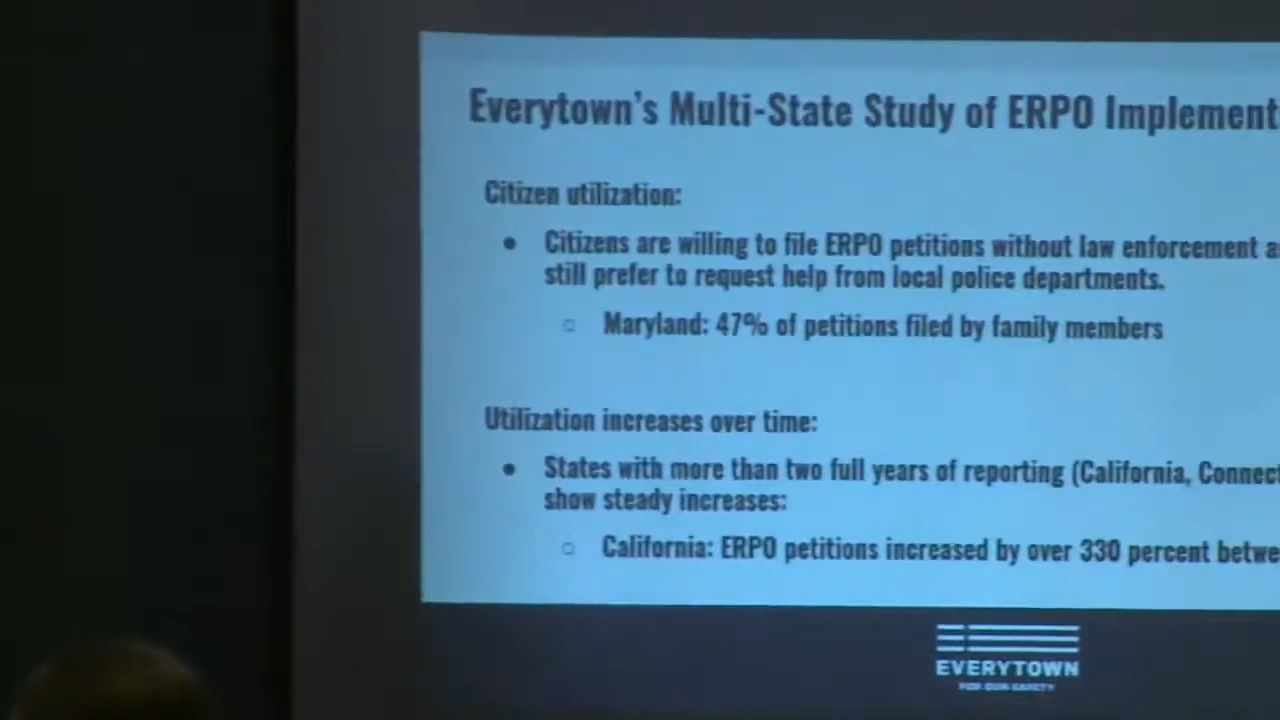 Everytown's Multi-State Study of ERPO Implement
Citizen utilization:
• Citizens are willing to file ERPO petitions without law enforcement a
still prefer to request help from local police departments.
○ Maryland: 47% of petitions filed by family members
Utilization increases over time:
• States with more than two full years of reporting (California, Connect
show steady increases:
○ California: ERPO petitions increased by over 330 percent betwe
EVERYTOWN
FOR GUN SAFETY